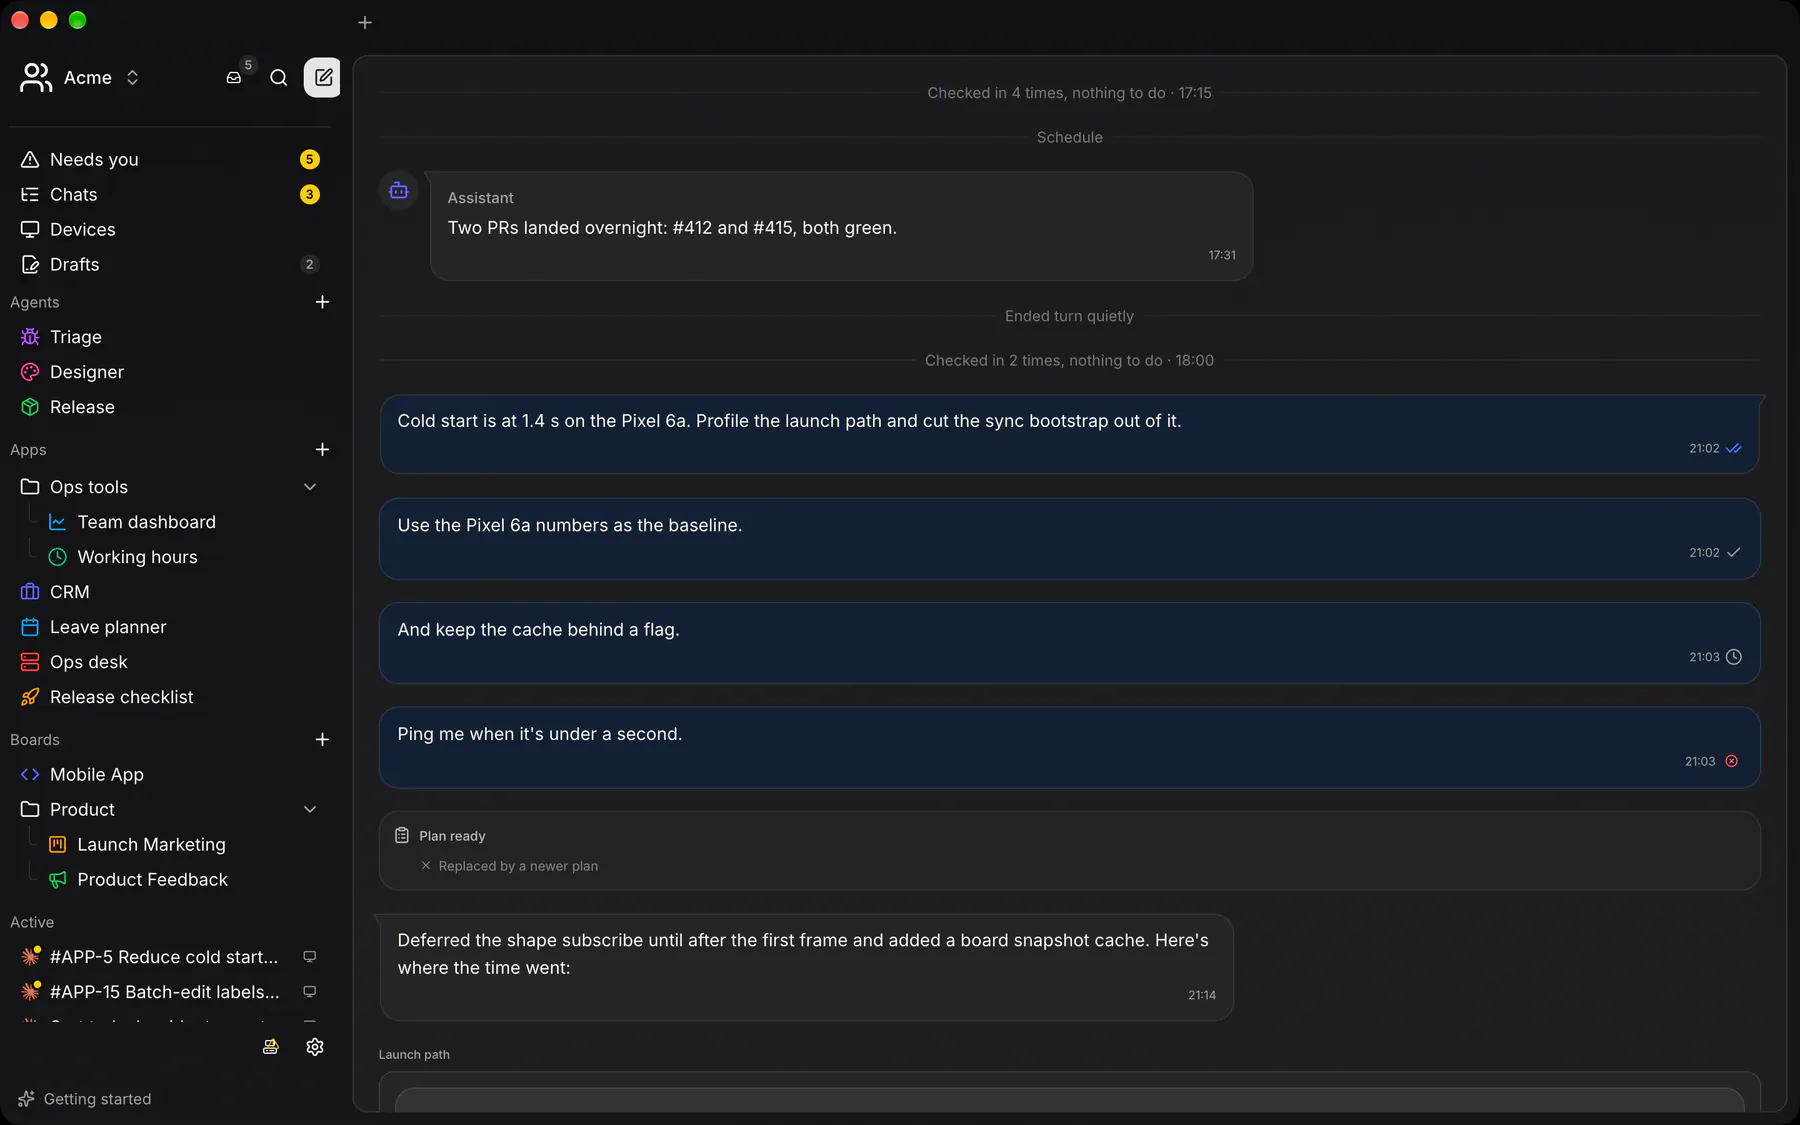 Acme
5
Needs you
5
Chats
3
Devices
Drafts
2
Agents
Triage
Designer
Release
Apps
Ops tools
Team dashboard
Working hours
CRM
Leave planner
Ops desk
Release checklist
Boards
Mobile App
Product
Launch Marketing
Product Feedback
Active
#APP-5 Reduce cold start...
#APP-15 Batch-edit labels...
Getting started
Checked in 4 times, nothing to do · 17:15
Schedule
Assistant
Two PRs landed overnight: #412 and #415, both green.
17:31
Ended turn quietly
Checked in 2 times, nothing to do · 18:00
Cold start is at 1.4 s on the Pixel 6a. Profile the launch path and cut the sync bootstrap out of it.
21:02
Use the Pixel 6a numbers as the baseline.
21:02
And keep the cache behind a flag.
21:03
Ping me when it's under a second.
21:03
Plan ready
Replaced by a newer plan
Deferred the shape subscribe until after the first frame and added a board snapshot cache. Here's
where the time went:
21:14
Launch path